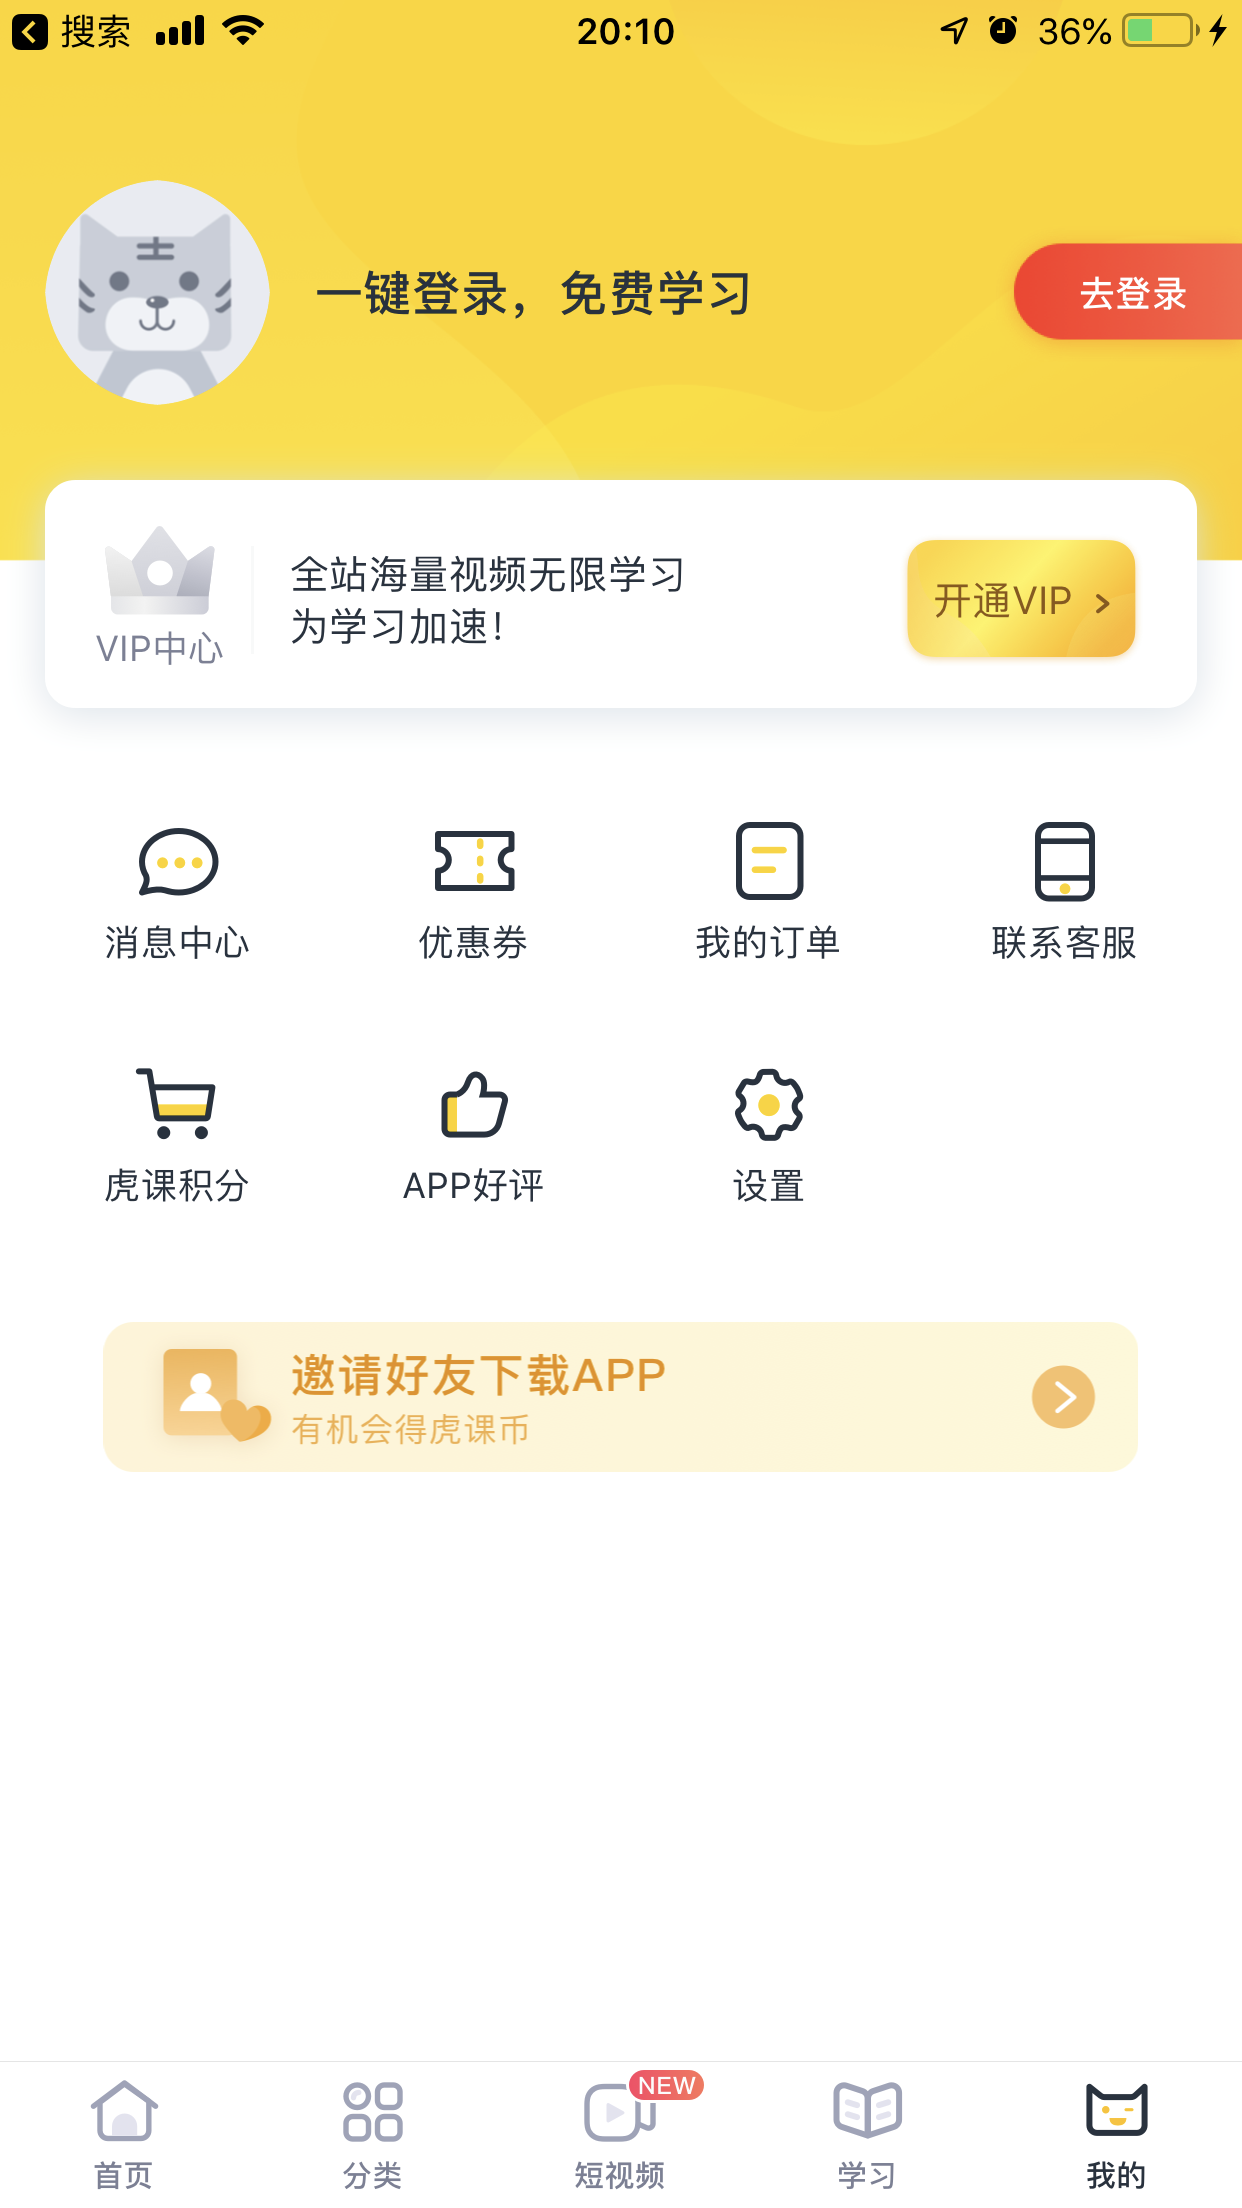 搜索
20:10
36%
一键登录，免费学习
去登录
全站海量视频无限学习
为学习加速！
VIP中心
开通VIP
消息中心
优惠券
我的订单
联系客服
虎课积分
APP好评
设置
邀请好友下载APP
有机会得虎课币
NEW
首页
分类
短视频
学习
我的